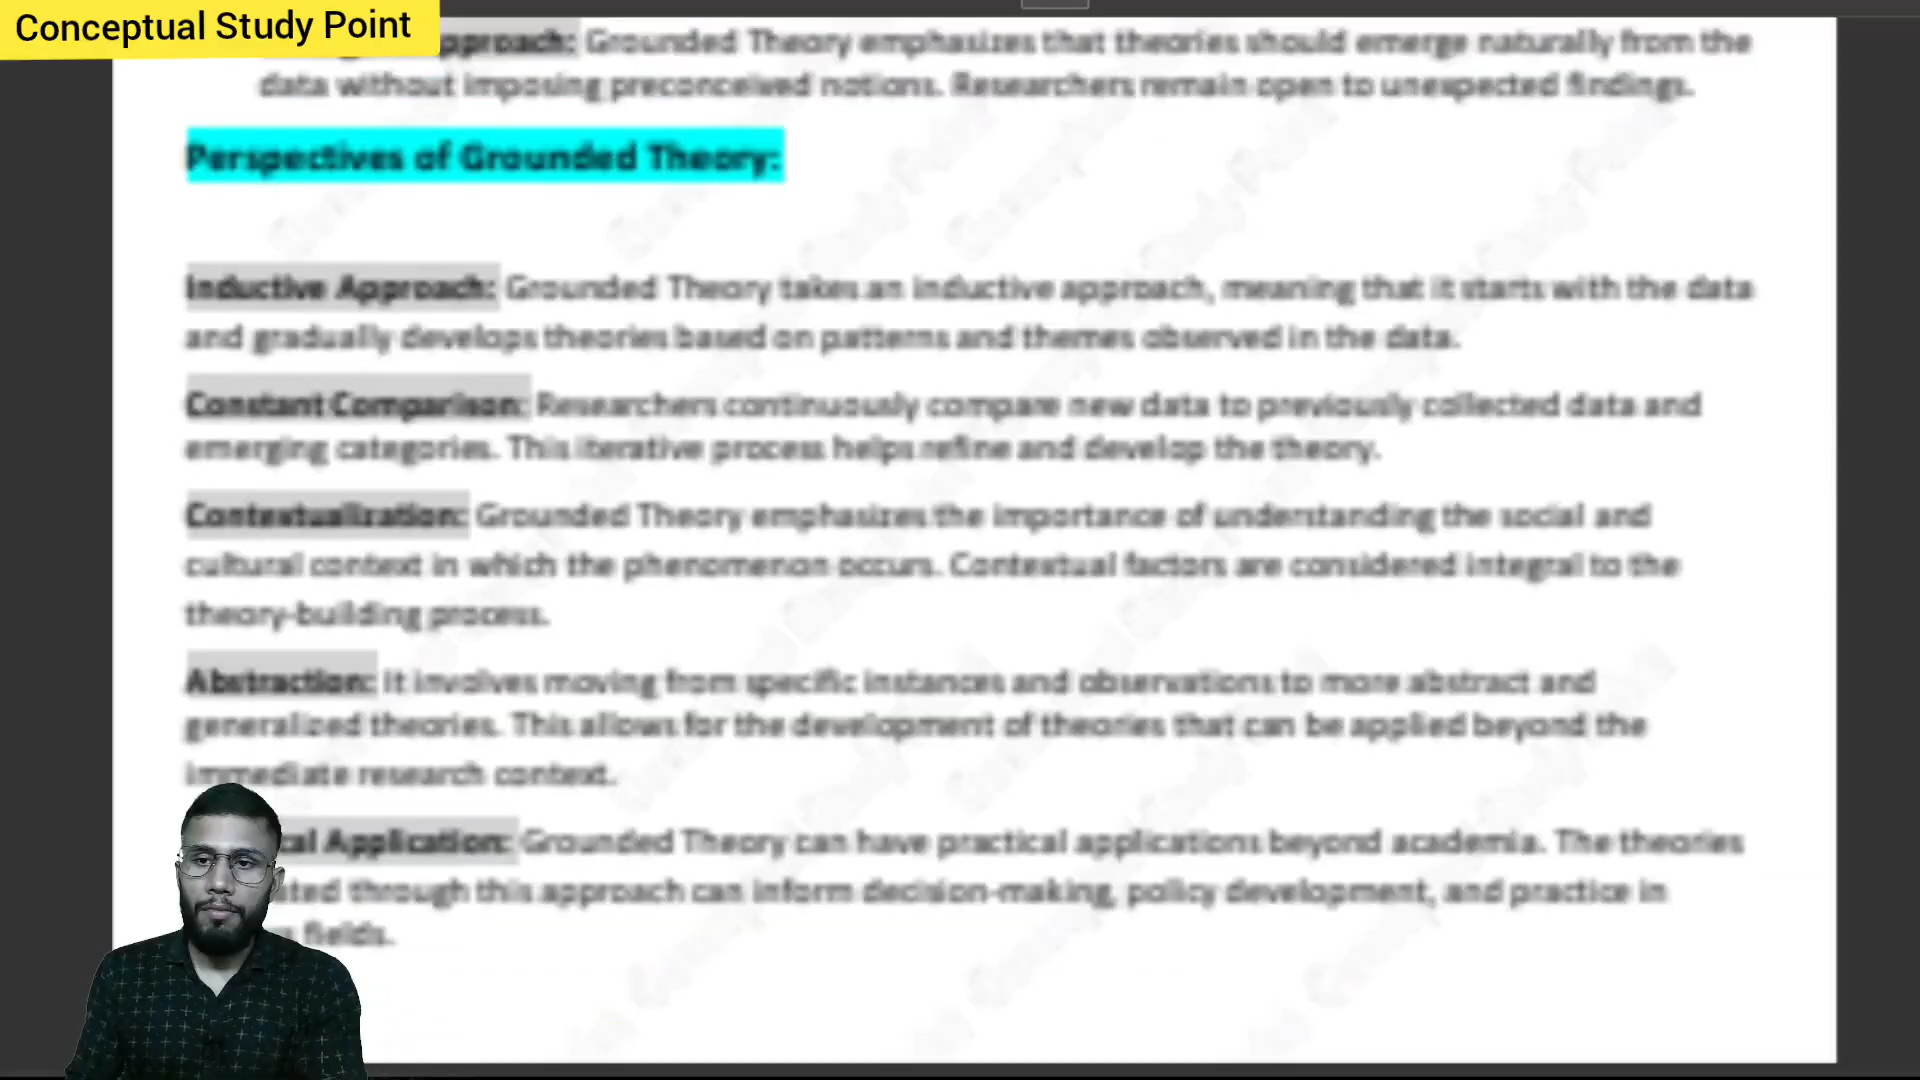 Conceptual Study Point
pproach: Grounded Theory emphasizes that theories should emerge naturally from the
data without imposing preconceived notions. Researchers remain open to unexpected findings.
Perspectives of Grounded Theory:
Inductive Approach: Grounded Theory takes an inductive approach, meaning that it starts with the data
and gradually develops theories based on patterns and themes observed in the data.
Constant Comparison: Researchers continuously compare new data to previously collected data and
emerging categories. This iterative process helps refine and develop the theory.
Contextualization: Grounded Theory emphasizes the importance of understanding the social and
cultural context in which the phenomenon occurs. Contextual factors are considered integral to the
theory-building process.
Abstraction: It involves moving from specific instances and observations to more abstract and
generalized theories. This allows for the development of theories that can be applied beyond the
immediate research context.
cal Application: Grounded Theory can have practical applications beyond academia. The theories
ated through this approach can inform decision-making, policy development, and practice in
fields.